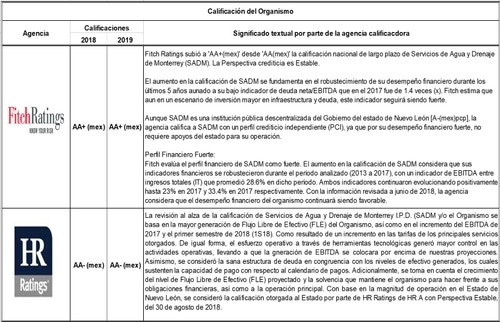 Calificación del Organismo
Agencia
Calificaciones
2018
2019
Significado textual por parte de la agencia calificacdora
FitchRatings
KNOW YOUR RISK
AA+ (mex)
AA+ (mex)
Fitch Ratings subió a 'AA+(mex)' desde 'AA(mex)' la calificación nacional de largo plazo de Servicios de Agua y Drenaje
de Monterrey (SADM). La Perspectiva crediticia es Estable.
El aumento en la calificación de SADM se fundamenta en el robustecimiento de su desempeño financiero durante los
últimos 5 años aunado a su bajo indicador de deuda neta/EBITDA que en el 2017 fue de 1.4 veces (x). Fitch estima que
aun en un escenario de inversión mayor en infraestructura y deuda, este indicador seguirá siendo fuerte.
Aunque SADM es una institución pública descentralizada del Gobierno del estado de Nuevo León [A-(mex)pcp], la
agencia califica a SADM con un perfil crediticio independiente (PCI), ya que por su desempeño financiero fuerte, no
requiere apoyos del estado para su operación.
Perfil Financiero Fuerte:
Fitch evalúa el perfil financiero de SADM como fuerte. El aumento en la calificación de SADM considera que sus
indicadores financieros se robustecieron durante el período analizado (2013 a 2017), con un indicador de EBITDA entre
ingresos totales (IT) que promedió 28.6% en dicho período. Ambos indicadores continuaron evolucionando positivamente
hasta 23% en 2017 y 33.4% en 2017 respectivamente. Con la información revisada a junio de 2018, la agencia
considera que el desempeño financiero del organismo continuará siendo favorable.
HR
Ratings
AA- (mex)
AA- (mex)
La revisión al alza de la calificación de Servicios de Agua y Drenaje de Monterrey I.P.D. (SADM y/o el Organismo se
basa en la mayor generación de Flujo Libre de Efectivo (FLE) del Organismo, así como en el incremento del EBITDA de
2017 y el primer semestre de 2018 (1S18). Como resultado de un incremento en las tarifas de los principales servicios
otorgados. De igual forma, el esfuerzo operativo a través de herramientas tecnológicas generó mayor control en las
actividades operativas, llevando a que la generación de EBITDA se colocara por encima de nuestras proyecciones.
Asimismo, se consideró la sana estructura de deuda en congruencia con los niveles de efectivo generados, lo cuales
sustenten la capacidad de pago con respecto al calendario de pagos. Adicionalmente, se toma en cuenta el crecimiento
del nivel de Flujo Libre de Efectivo (FLE) proyectado y la solvencia que mantiene el organismo para hacer frente a sus
obligaciones financieras, así como a la operación principal. Con base en la magnitud de operación en el Estado de
Nuevo León, se consideró la calificación otorgada al Estado por parte de HR Ratings de HR A con Perspectiva Estable,
del 30 de agosto de 2018.